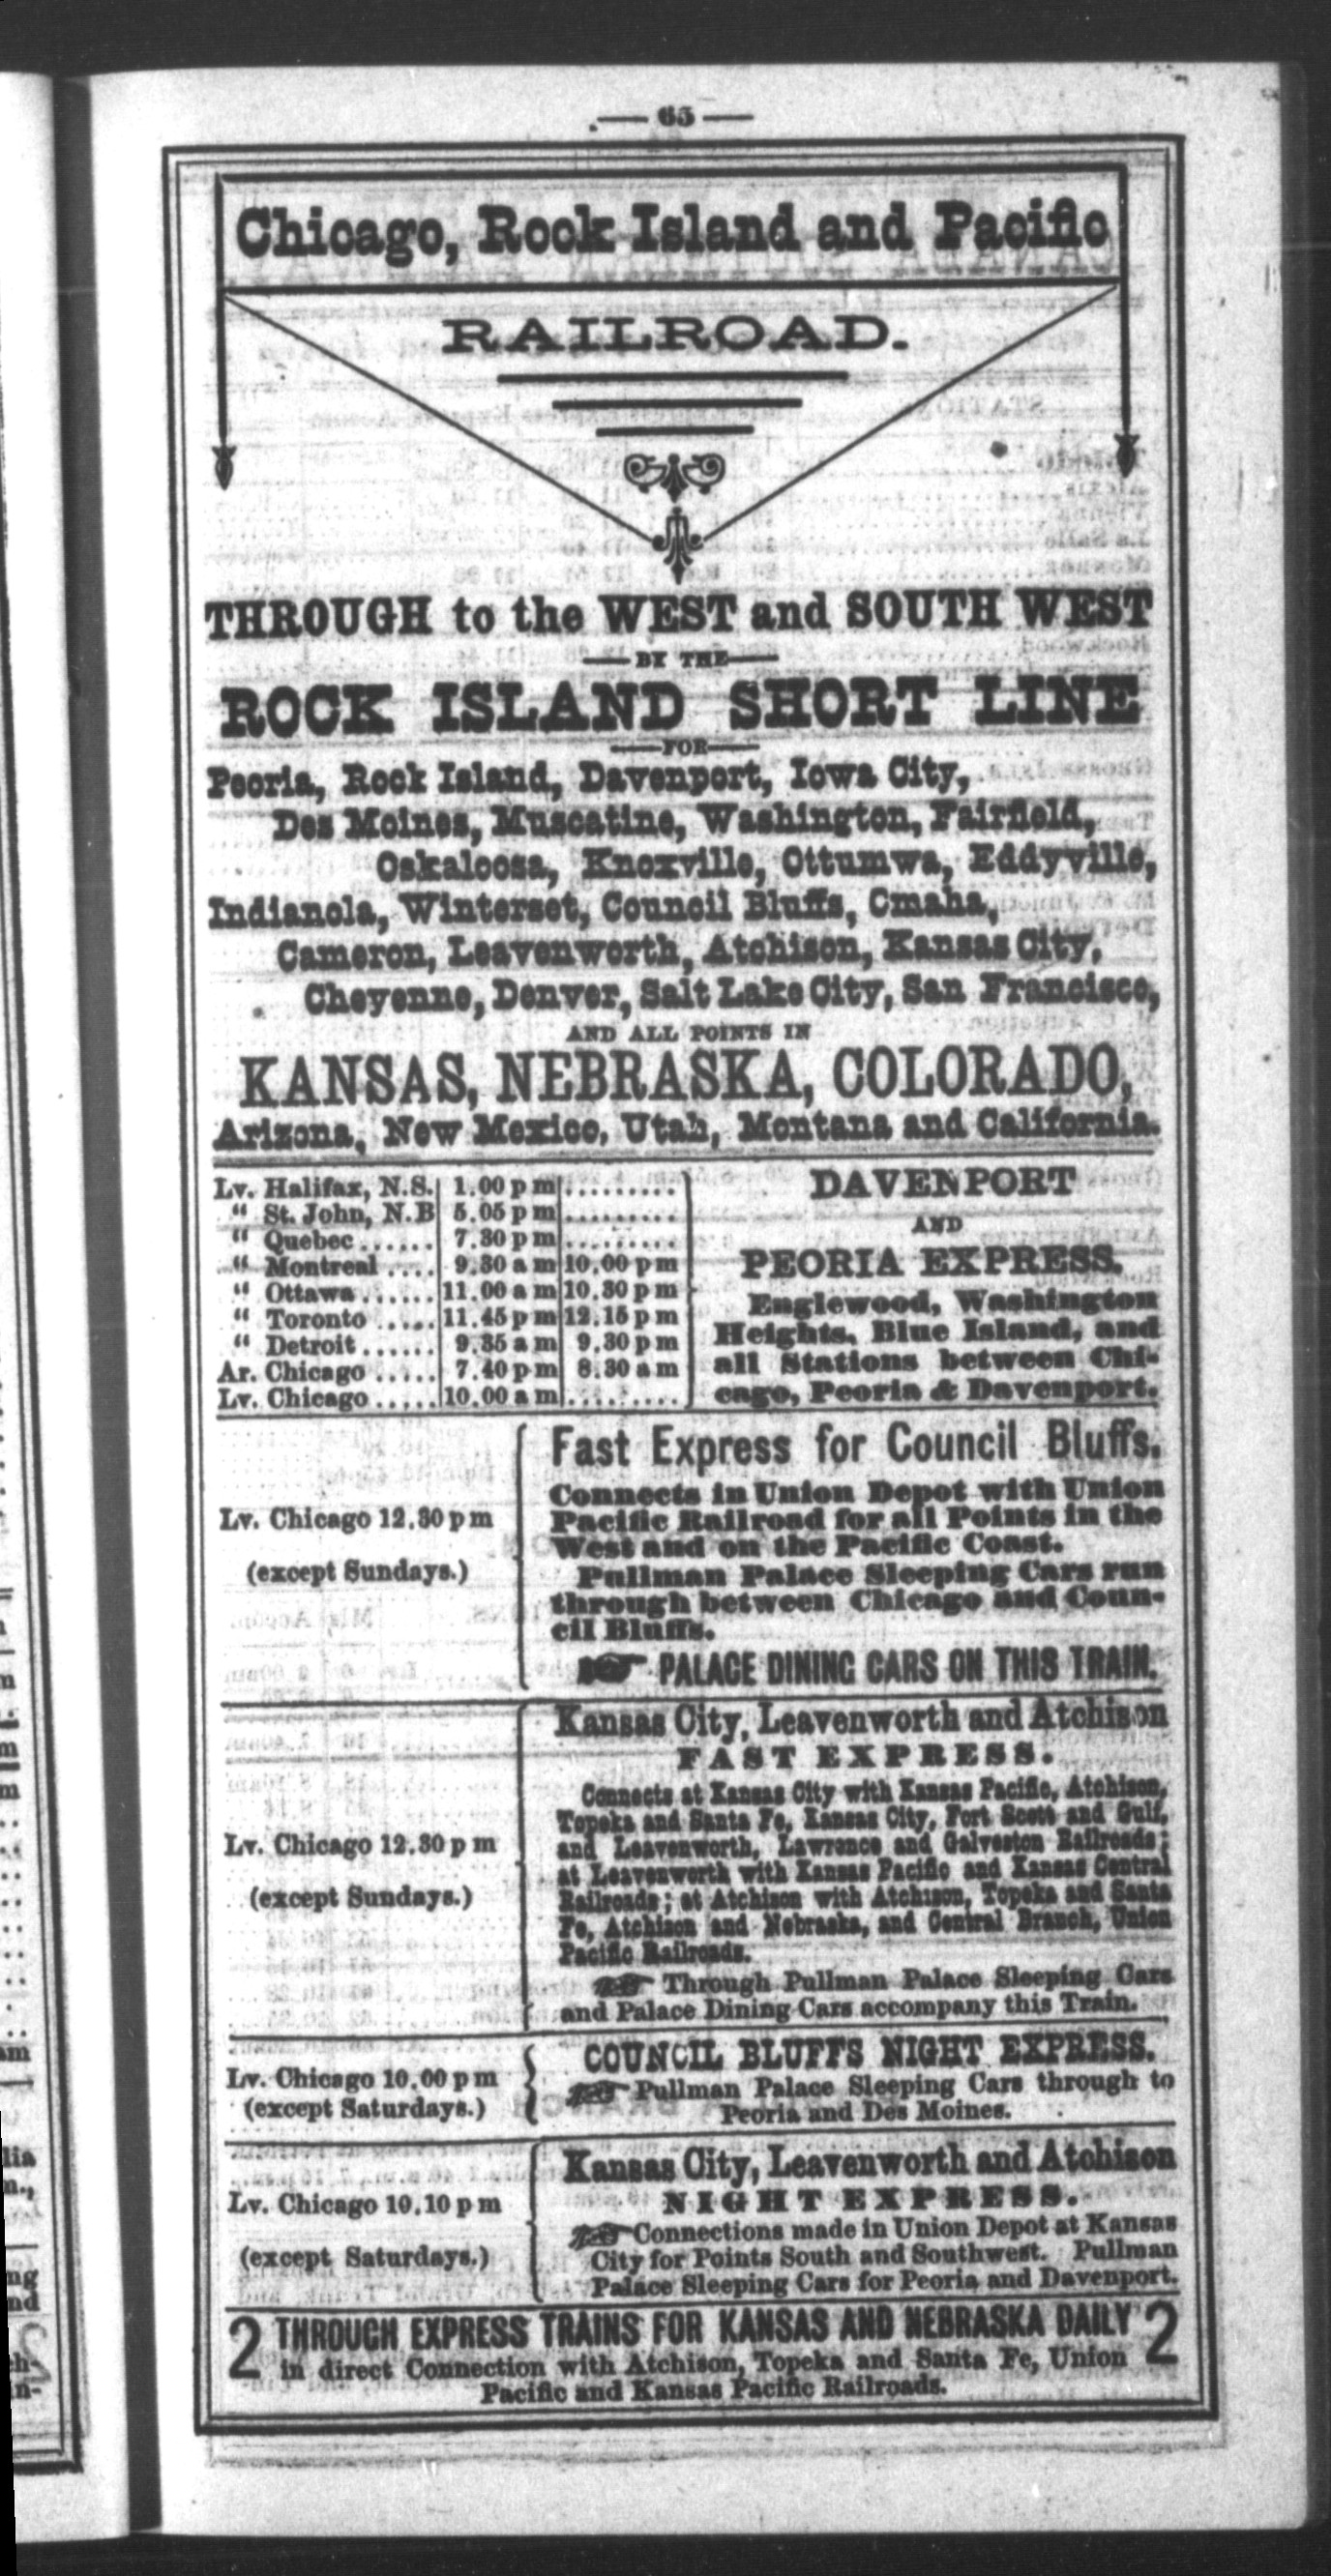 — 65 —
Chicago, Rock Island and Pacific
RAILROAD.
THROUGH to the WEST and SOUTH WEST
— BY THE —
ROCK ISLAND SHORT LINE
— FOR —
Peoria, Rock Island, Davenport, Iowa City,
Des Moines, Muscatine, Washington, Fairfield,
Oskaloosa, Knoxville, Ottumwa, Eddyville,
Indianola, Winterset, Council Bluffs, Omaha,
Cameron, Leavenworth, Atchison, Kansas City,
Cheyenne, Denver, Salt Lake City, San Francisco,
AND ALL POINTS IN
KANSAS, NEBRASKA, COLORADO,
Arizona, New Mexico, Utah, Montana and California.
Lv. Halifax, N.S. 1.00 p m .........
" St. John, N.B 5.05 p m .........
" Quebec ...... 7.30 p m .........
" Montreal .... 9.30 a m 10.00 p m
" Ottawa ...... 11.00 a m 10.30 p m
" Toronto ..... 11.45 p m 12.15 p m
" Detroit ...... 9.35 a m 9.30 p m
Ar. Chicago ..... 7.40 p m 8.30 a m
Lv. Chicago ..... 10.00 a m .........
DAVENPORT
AND
PEORIA EXPRESS.
Englewood, Washington
Heights, Blue Island, and
all Stations between Chi-
cago, Peoria & Davenport.
Lv. Chicago 12.30 p m
(except Sundays.)
Fast Express for Council Bluffs.
Connects in Union Depot with Union
Pacific Railroad for all Points in the
West and on the Pacific Coast.
Pullman Palace Sleeping Cars run
through between Chicago and Coun-
cil Bluffs.
☞ PALACE DINING CARS ON THIS TRAIN.
Lv. Chicago 12.30 p m
(except Sundays.)
Kansas City, Leavenworth and Atchison
FAST EXPRESS.
Connects at Kansas City with Kansas Pacific, Atchison,
Topeka and Santa Fe, Kansas City, Fort Scott and Gulf,
and Leavenworth, Lawrence and Galveston Railroads;
at Leavenworth with Kansas Pacific and Kansas Central
Railroads; at Atchison with Atchison, Topeka and Santa
Fe, Atchison and Nebraska, and Central Branch, Union
Pacific Railroads.
☞ Through Pullman Palace Sleeping Cars
and Palace Dining Cars accompany this Train.
Lv. Chicago 10.00 p m
(except Saturdays.)
COUNCIL BLUFFS NIGHT EXPRESS.
☞ Pullman Palace Sleeping Cars through to
Peoria and Des Moines.
Lv. Chicago 10.10 p m
(except Saturdays.)
Kansas City, Leavenworth and Atchison
NIGHT EXPRESS.
☞ Connections made in Union Depot at Kansas
City for Points South and Southwest. Pullman
Palace Sleeping Cars for Peoria and Davenport.
2 THROUGH EXPRESS TRAINS FOR KANSAS AND NEBRASKA DAILY 2
in direct Connection with Atchison, Topeka and Santa Fe, Union
Pacific and Kansas Pacific Railroads.